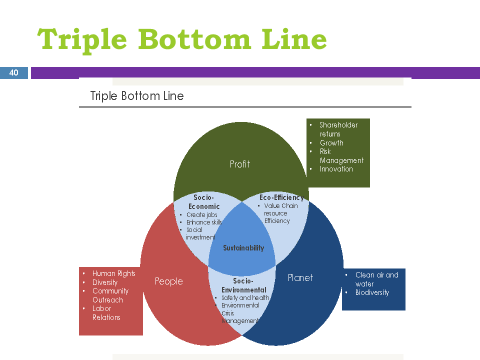 Triple Bottom Line
40
Triple Bottom Line
• Shareholder
returns
• Growth
• Risk
Management
• Innovation
Profit
Socio-
Economic
• Create jobs
• Enhance skills
• Social
investment
Eco-Efficiency
• Value Chain
resource
Efficiency
Sustainability
People
Planet
Socio-
Environmental
• Safety and health
• Environmental
Crisis
Management
• Human Rights
• Diversity
• Community
Outreach
• Labor
Relations
• Clean air and
water
• Biodiversity